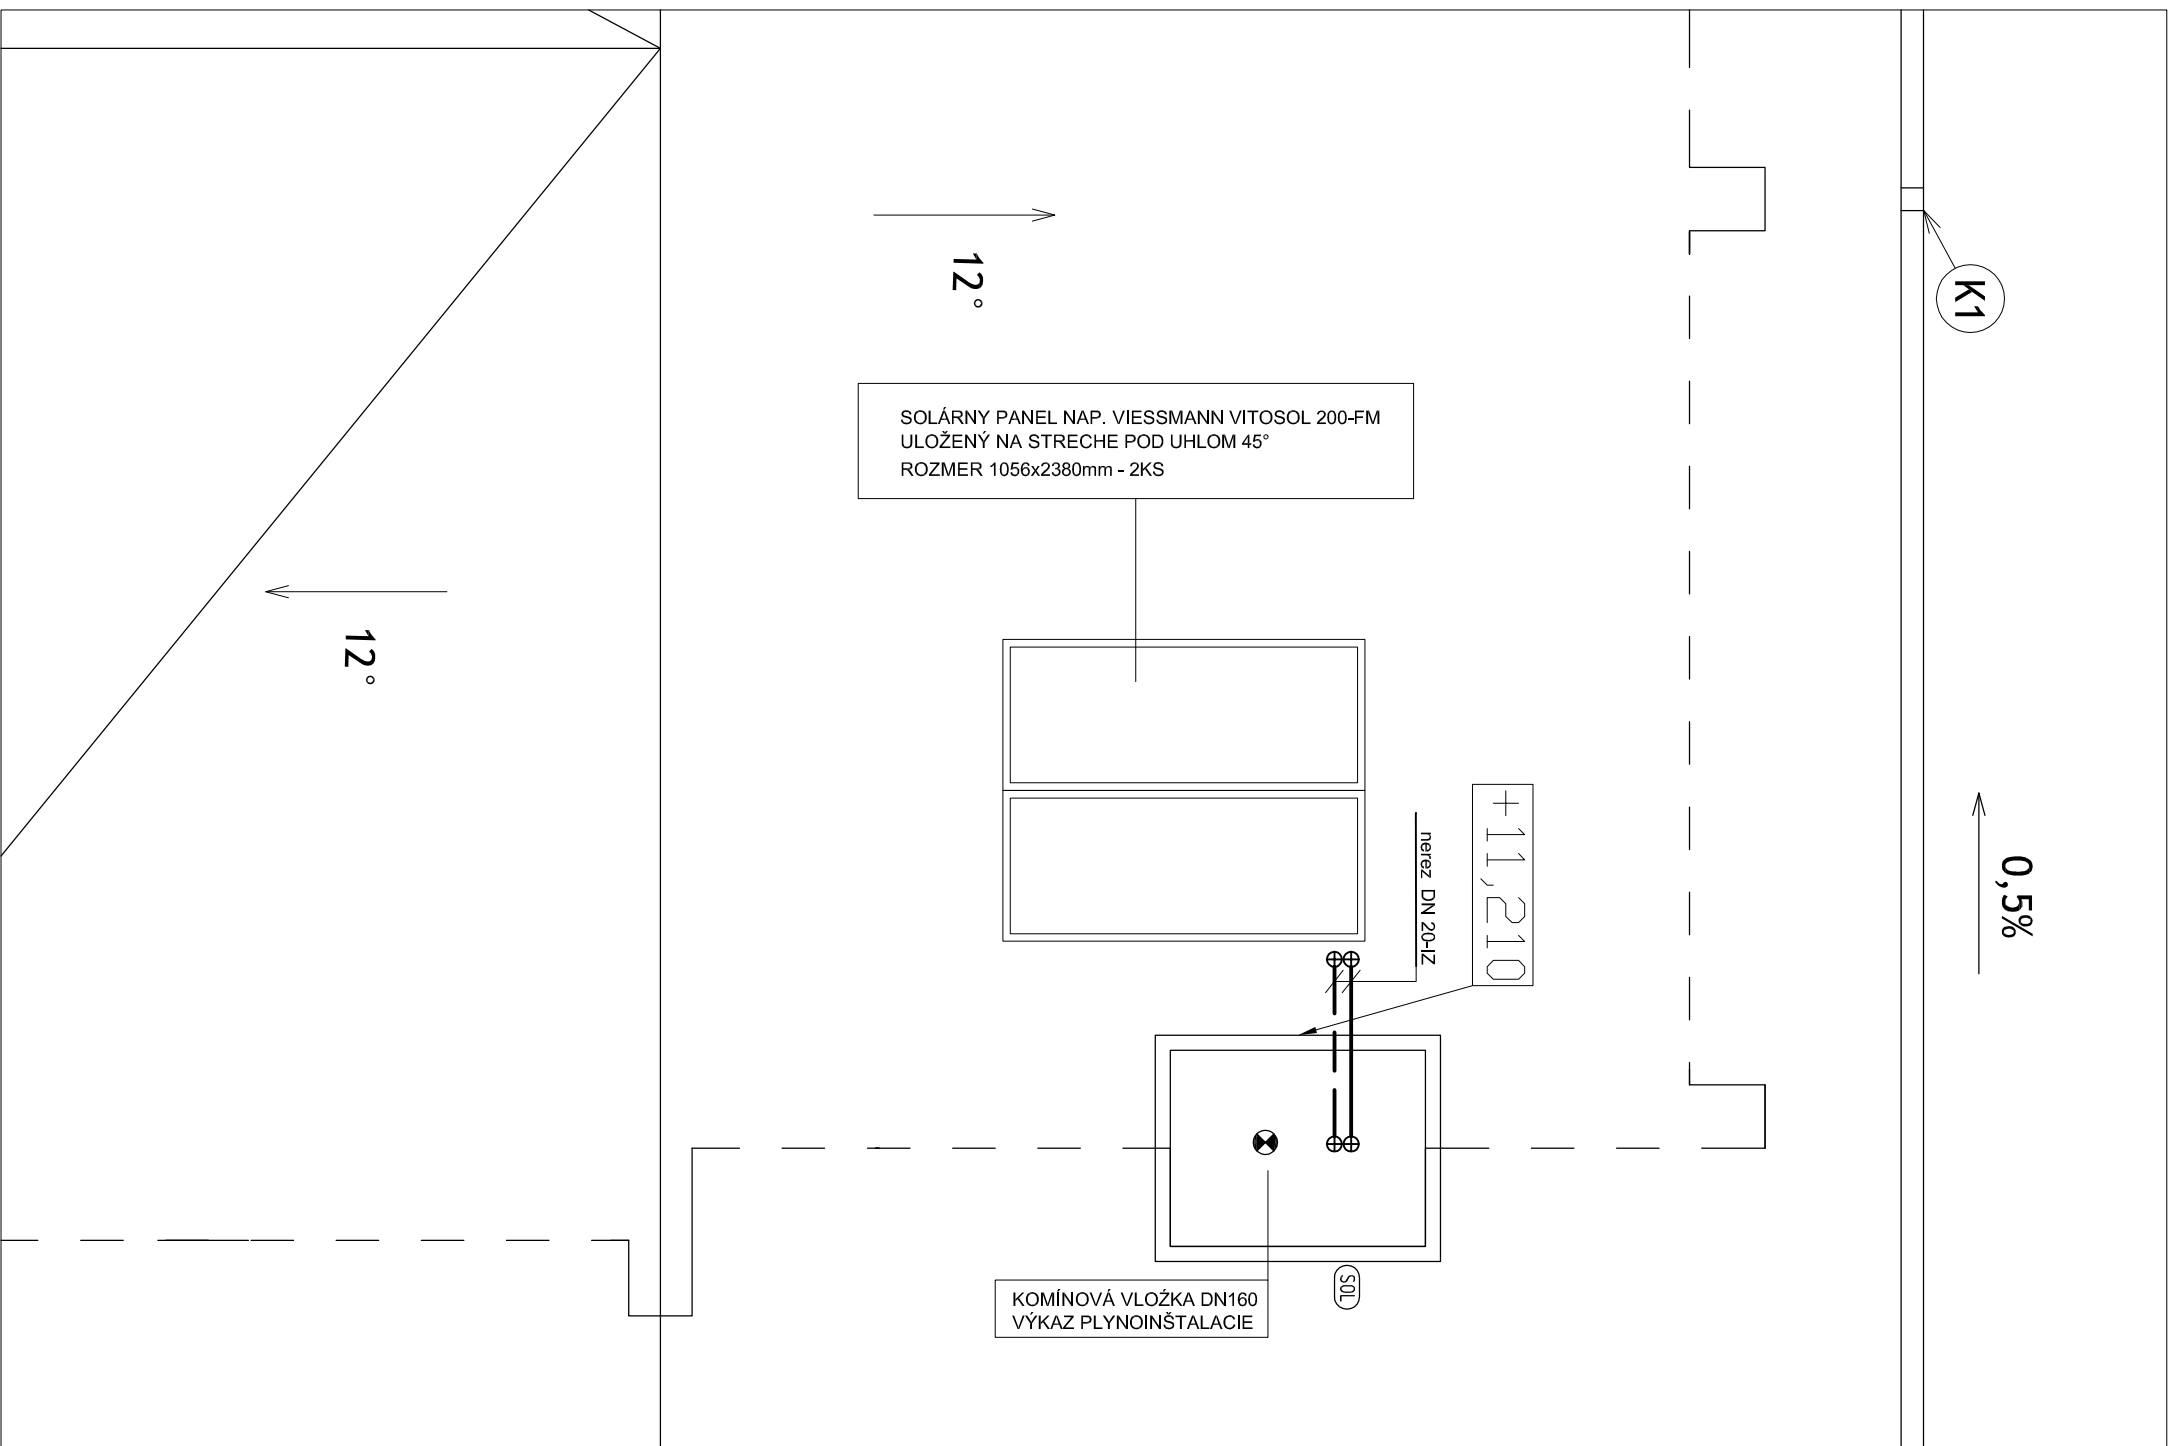 12°
K1
SOLÁRNY PANEL NAP. VIESSMANN VITOSOL 200-FM
ULOŽENÝ NA STRECHE POD UHLOM 45°
ROZMER 1056x2380mm - 2KS
12°
+11,210
nerez DN 20-IZ
0,5%
SOL
KOMÍNOVÁ VLOŽKA DN160
VÝKAZ PLYNOINŠTALACIE